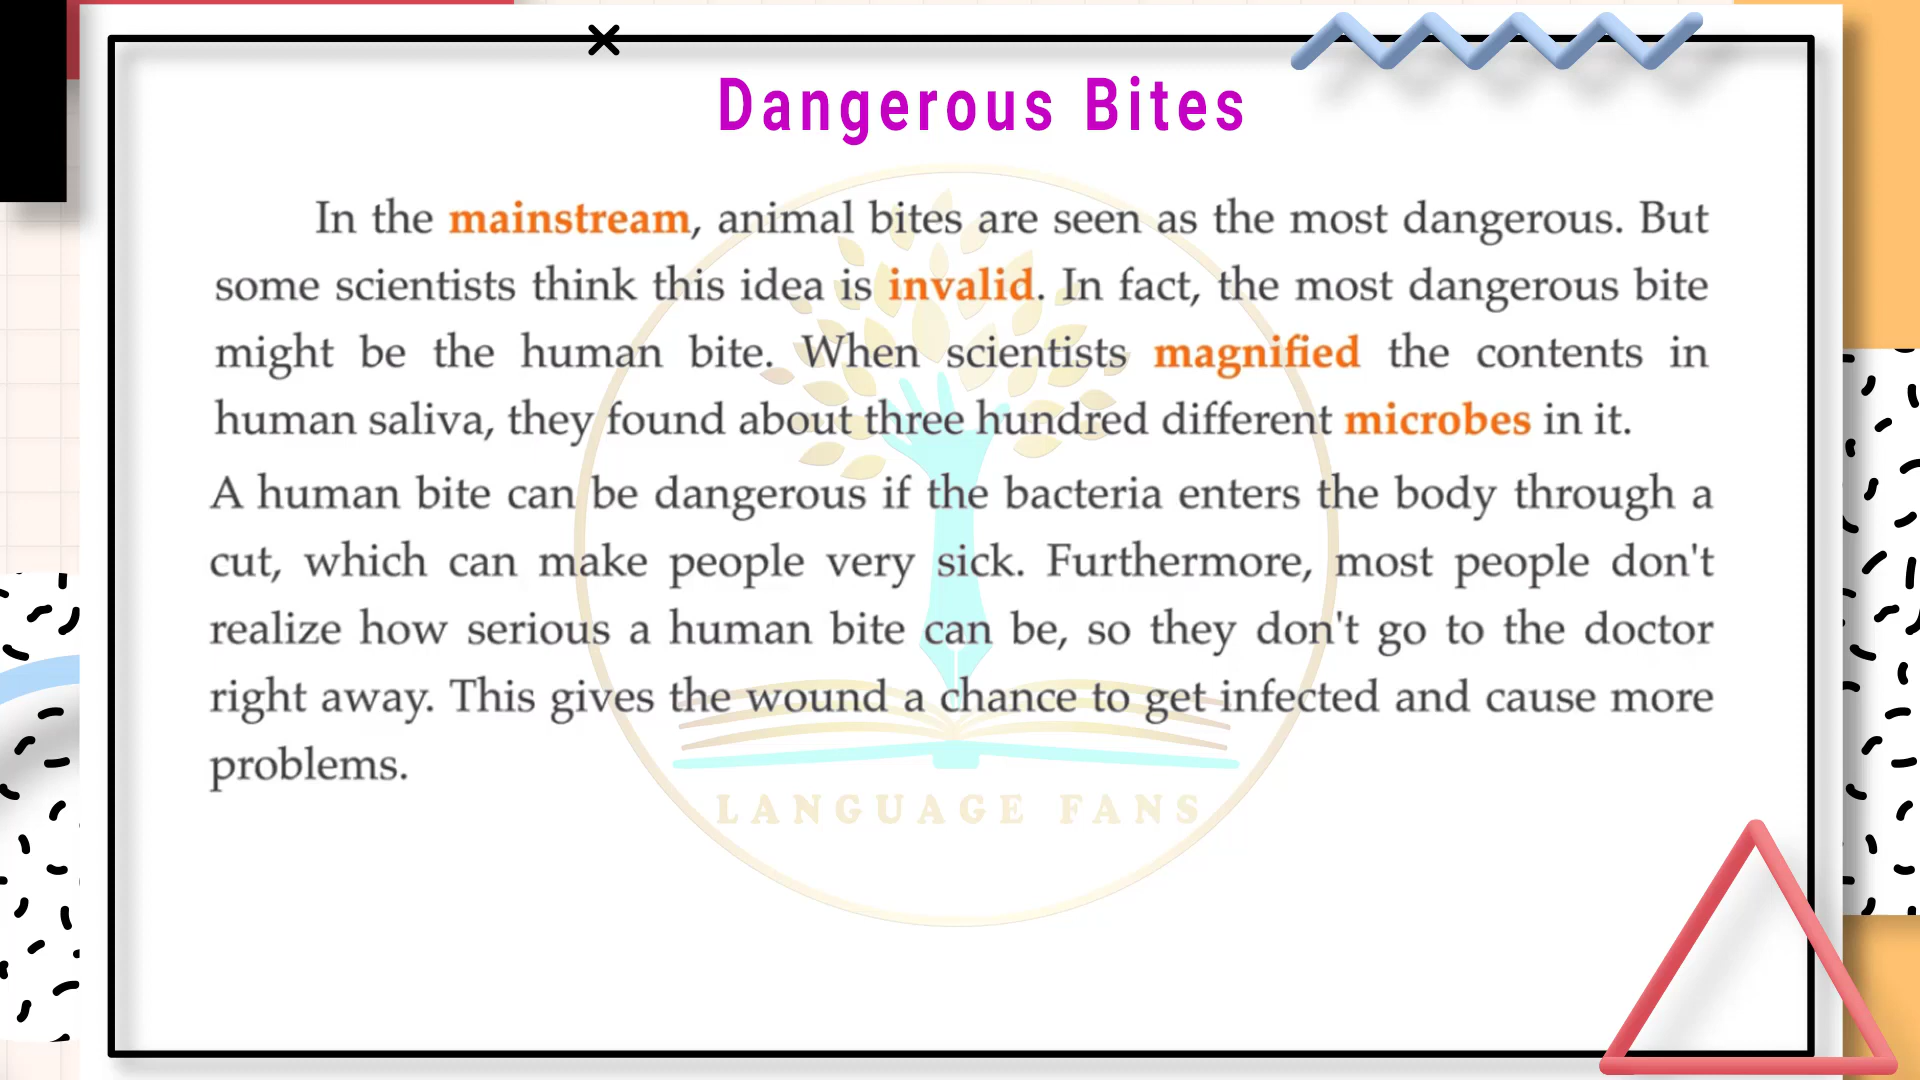 Dangerous Bites
In the mainstream, animal bites are seen as the most dangerous. But
some scientists think this idea is invalid. In fact, the most dangerous bite
might be the human bite. When scientists magnified the contents in
human saliva, they found about three hundred different microbes in it.
A human bite can be dangerous if the bacteria enters the body through a
cut, which can make people very sick. Furthermore, most people don't
realize how serious a human bite can be, so they don't go to the doctor
right away. This gives the wound a chance to get infected and cause more
problems.
LANGUAGE FANS